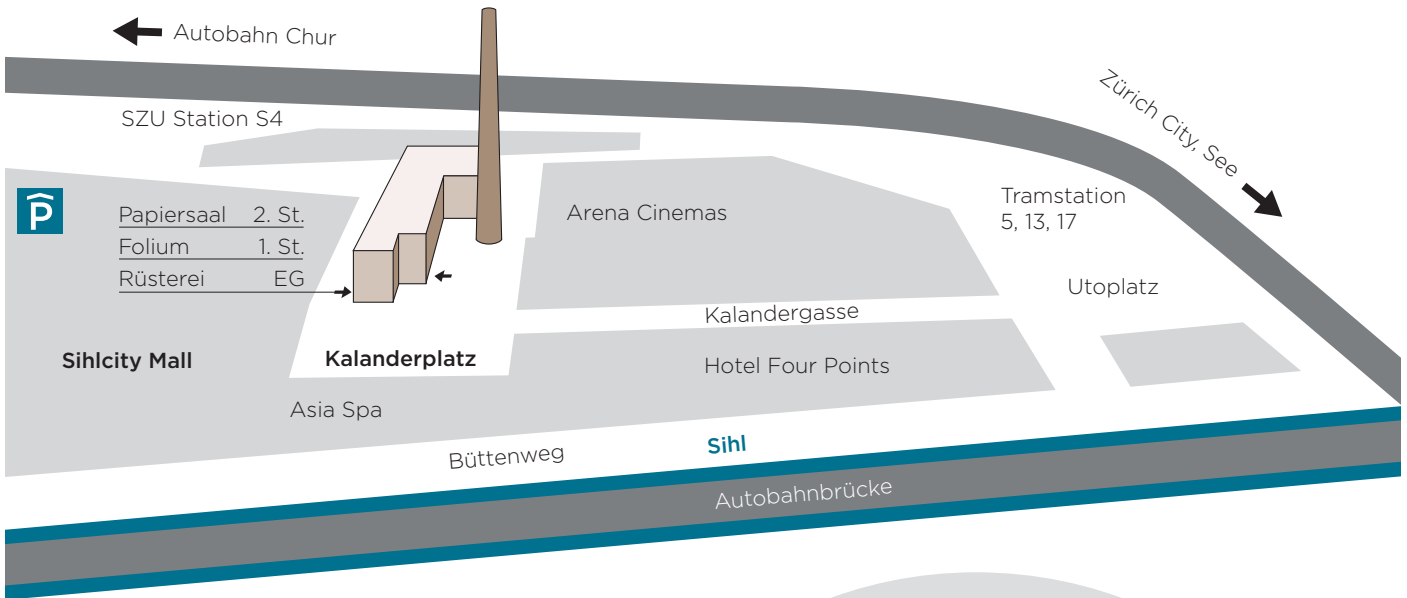 Autobahn Chur
Zürich City, See
SZU Station S4
P
Papiersaal 2. St.
Folium 1. St.
Rüsterei EG
Arena Cinemas
Tramstation
5, 13, 17
Utoplatz
Kalandergasse
Sihlcity Mall
Kalanderplatz
Hotel Four Points
Asia Spa
Büttenweg
Sihl
Autobahnbrücke